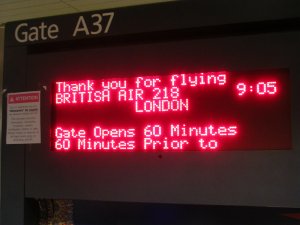 Gate A37
Thank you for flying
BRITISA AIR 218
9:05
LONDON
Gate Opens 60 Minutes
60 Minutes Prior to